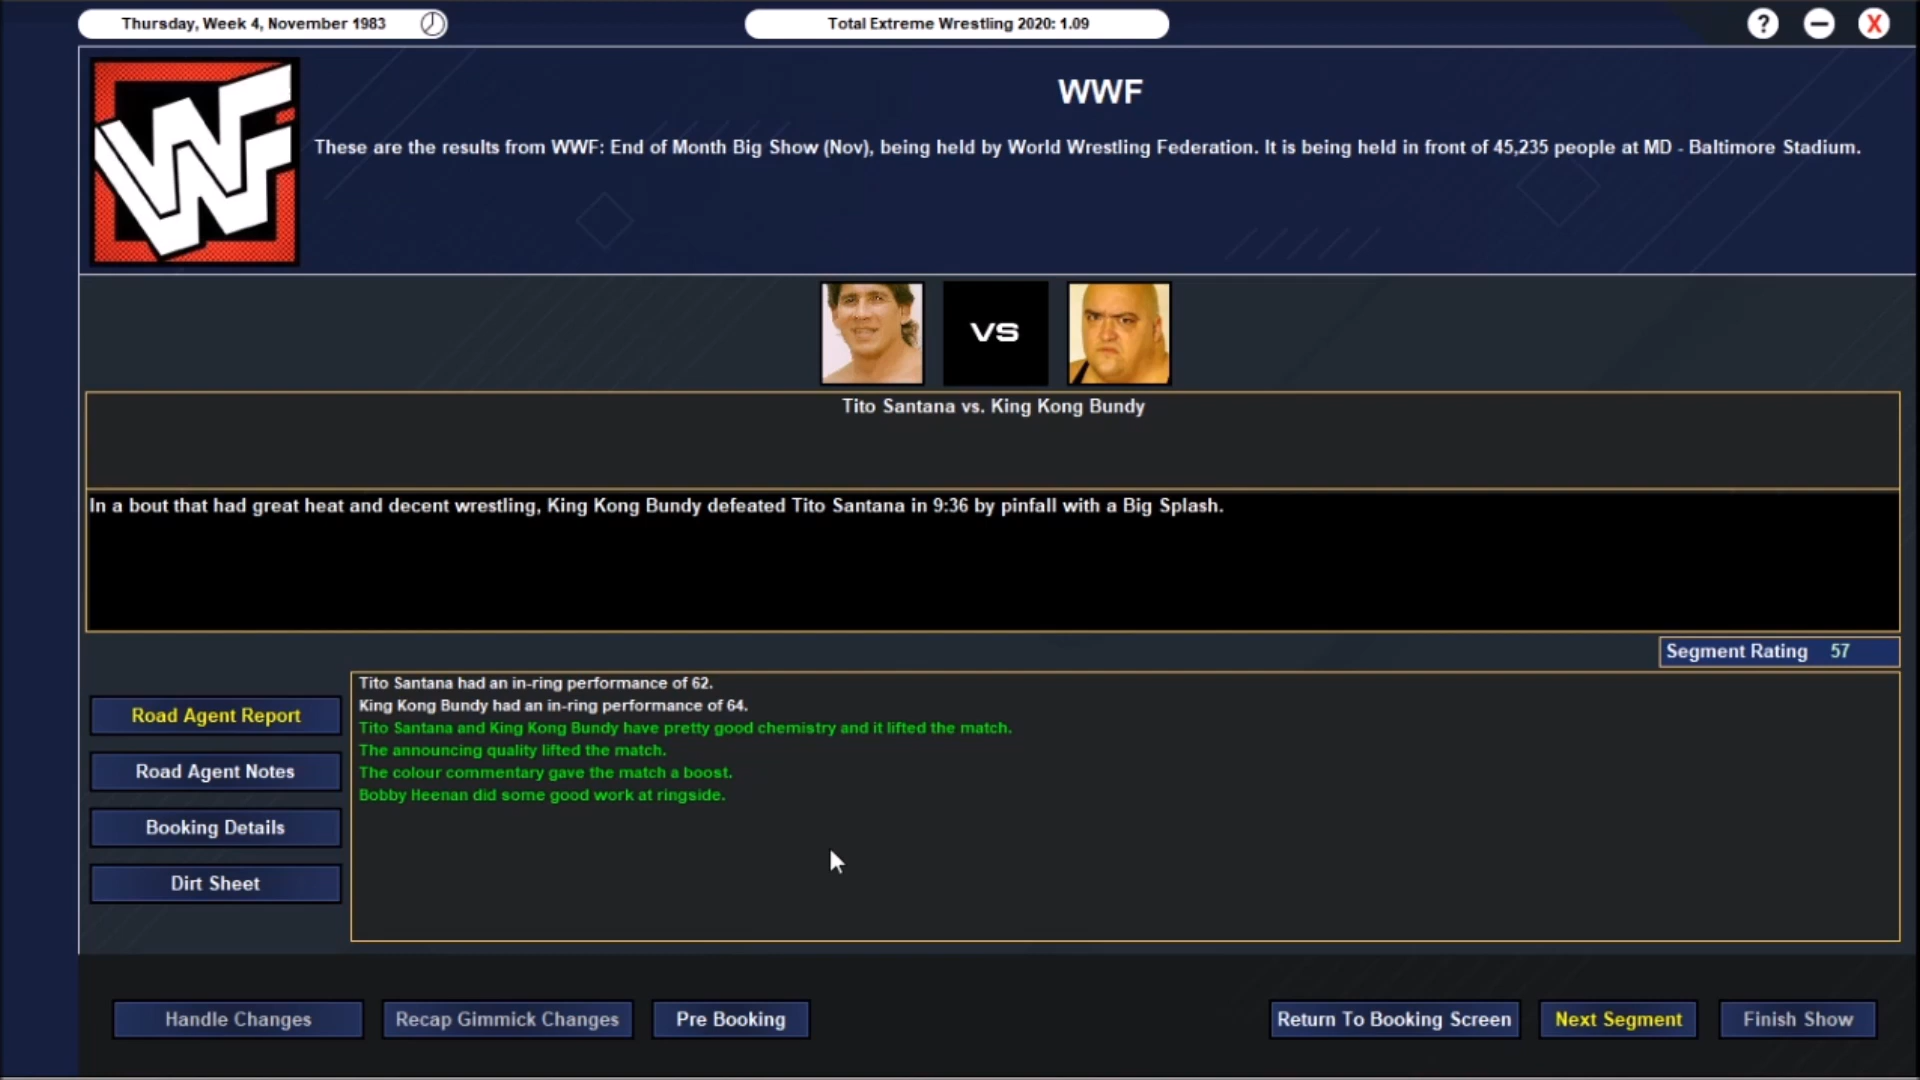 Thursday, Week 4, November 1983
Total Extreme Wrestling 2020: 1.09
?
X
WF
WWF
These are the results from WWF: End of Month Big Show (Nov), being held by World Wrestling Federation. It is being held in front of 45,235 people at MD - Baltimore Stadium.
VS
Tito Santana vs. King Kong Bundy
In a bout that had great heat and decent wrestling, King Kong Bundy defeated Tito Santana in 9:36 by pinfall with a Big Splash.
Segment Rating 57
Road Agent Report
Road Agent Notes
Booking Details
Dirt Sheet
Tito Santana had an in-ring performance of 62.
King Kong Bundy had an in-ring performance of 64.
Tito Santana and King Kong Bundy have pretty good chemistry and it lifted the match.
The announcing quality lifted the match.
The colour commentary gave the match a boost.
Bobby Heenan did some good work at ringside.
Handle Changes
Recap Gimmick Changes
Pre Booking
Return To Booking Screen
Next Segment
Finish Show